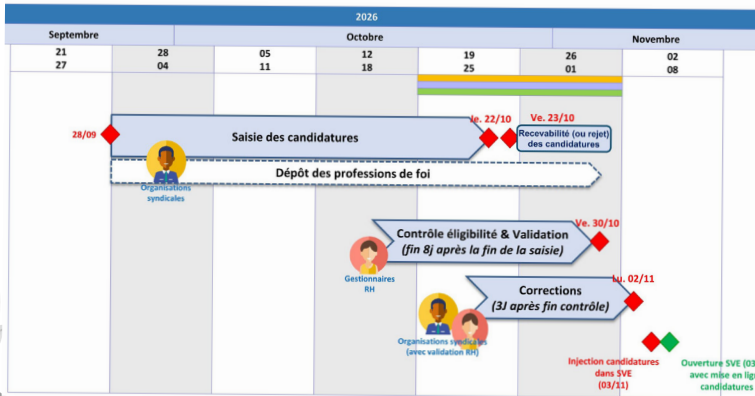 2026
Septembre Octobre Novembre
21 28 05 12 19 26 02
27 04 11 18 25 01 08
28/09
Saisie des candidatures
Je. 22/10
Ve. 23/10
Recevabilité (ou rejet)
des candidatures
Dépôt des professions de foi
Organisations
syndicales
Contrôle éligibilité & Validation
(fin 8j après la fin de la saisie)
Ve. 30/10
Gestionnaires
RH
Corrections
(3J après fin contrôle)
Lu. 02/11
Organisations syndicales
(avec validation RH)
Injection candidatures
dans SVE
(03/11)
Ouverture SVE (03
avec mise en lig
candidatures